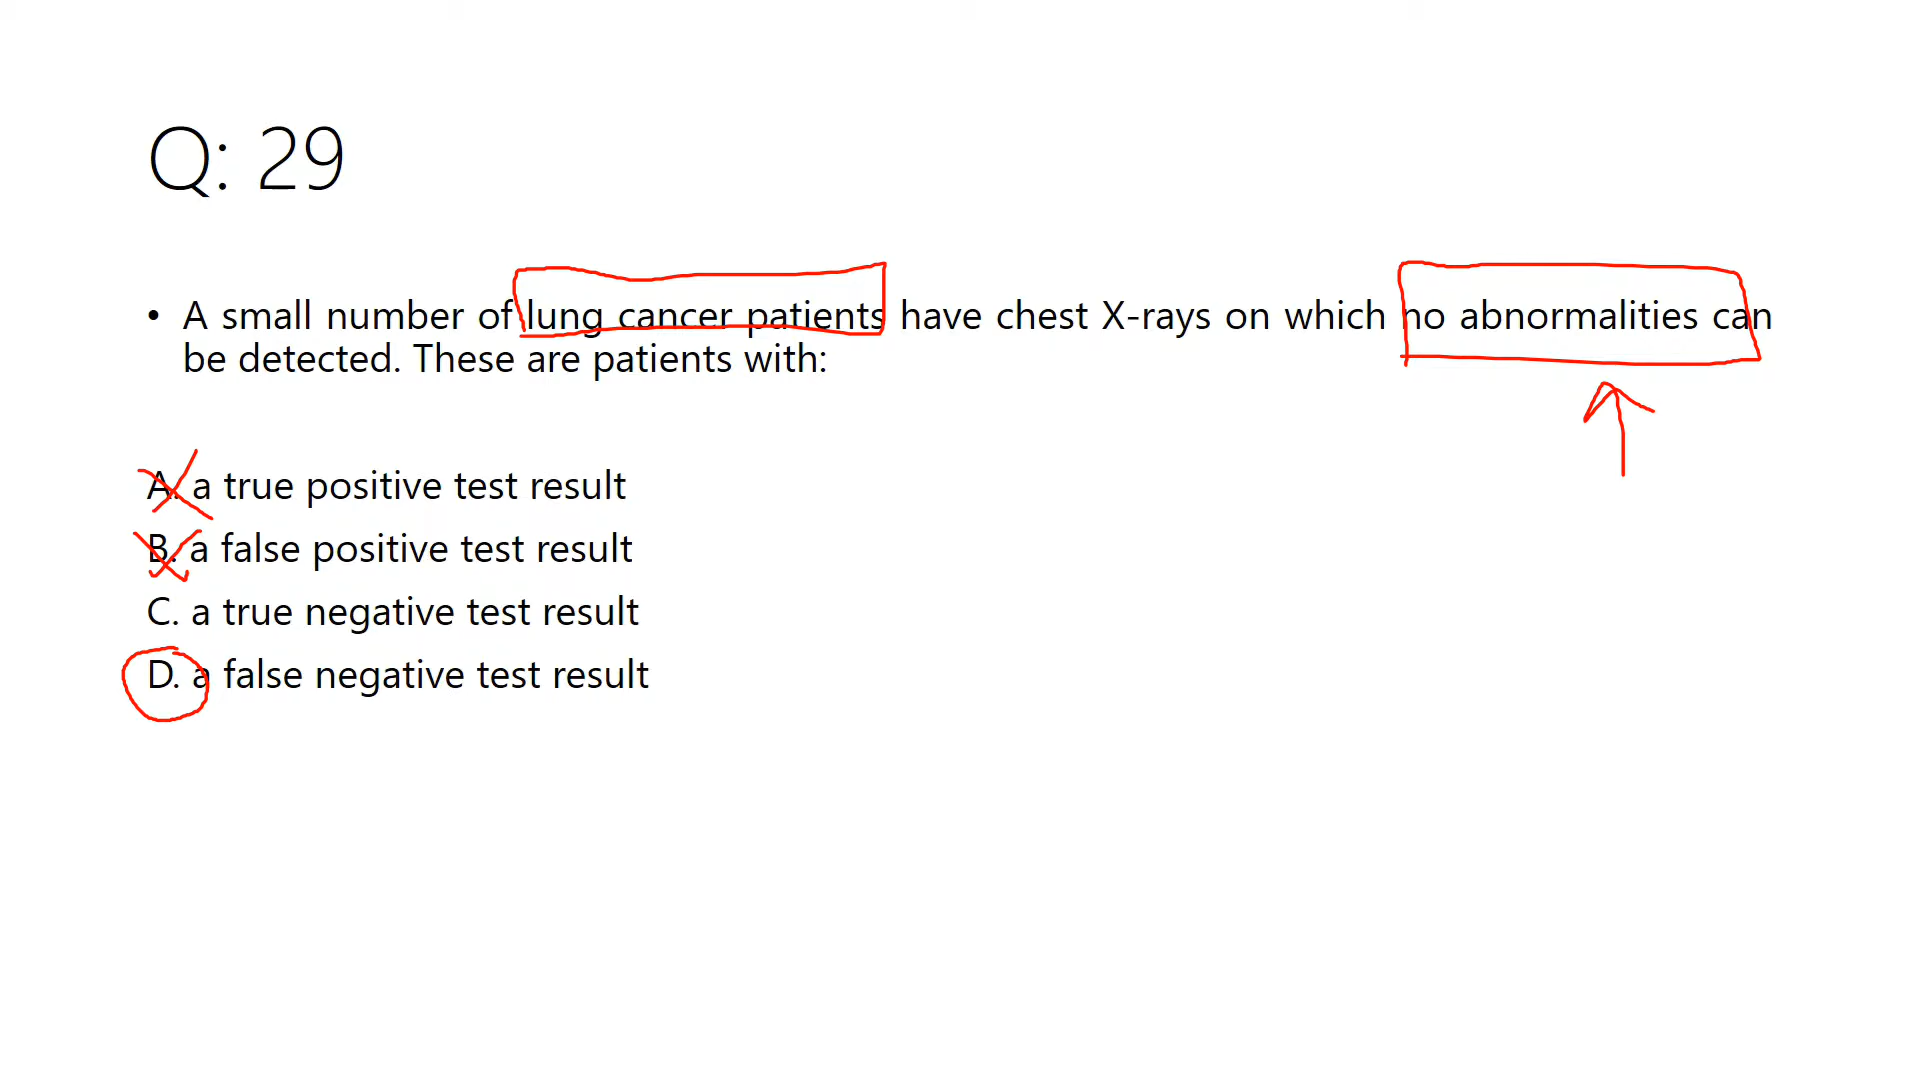 Q: 29
• A small number of lung cancer patients have chest X-rays on which no abnormalities can
be detected. These are patients with:
A. a true positive test result
B. a false positive test result
C. a true negative test result
D. a false negative test result